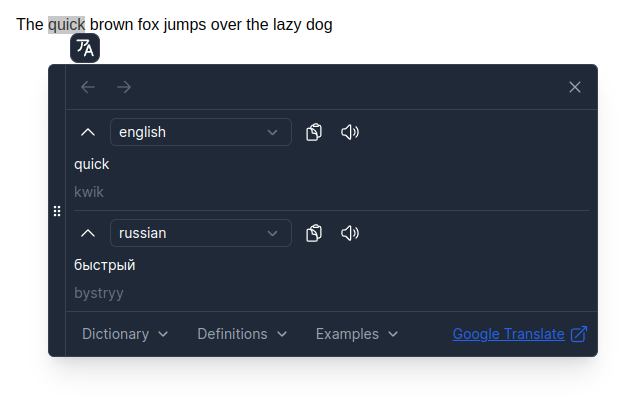 The quick brown fox jumps over the lazy dog
english
quick
kwik
russian
быстрый
bystryy
Dictionary Definitions Examples Google Translate